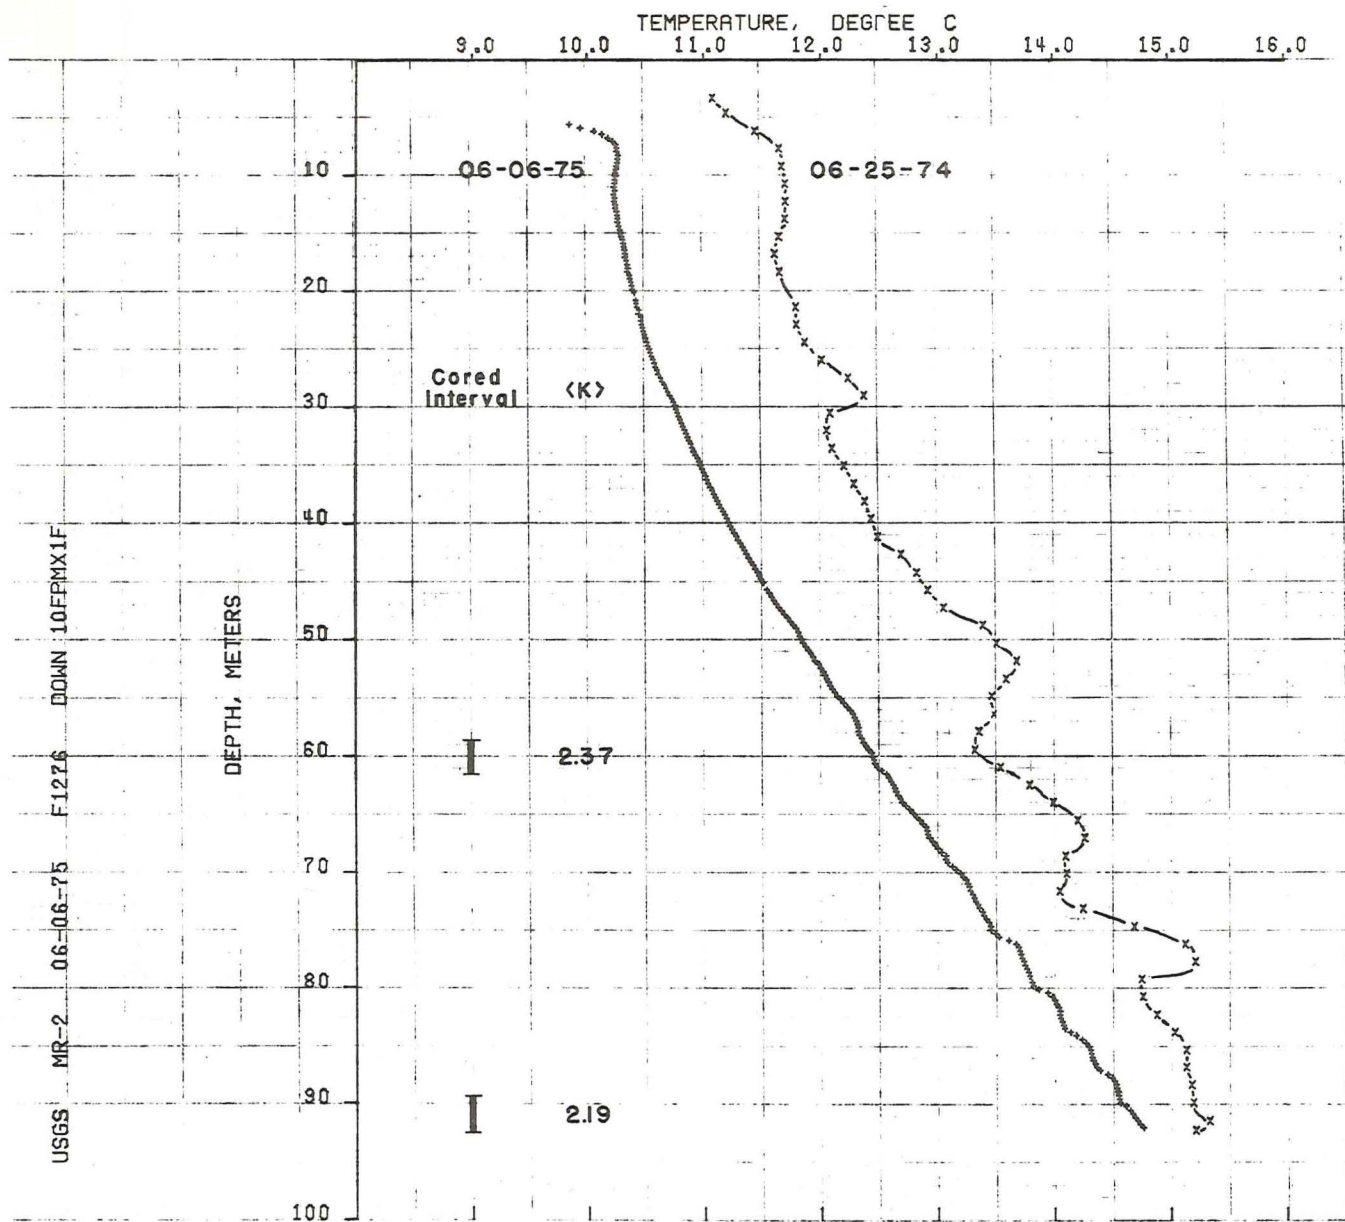 TEMPERATURE, DEGREE C
9.0 10.0 11.0 12.0 13.0 14.0 15.0 16.0
06-06-75
06-25-74
Cored
Interval
<K>
2.37
2.19
10
20
30
40
50
60
70
80
90
100
DEPTH, METERS
USGS MR-2 06-06-75 F1276 DOWN 10FPMX1F